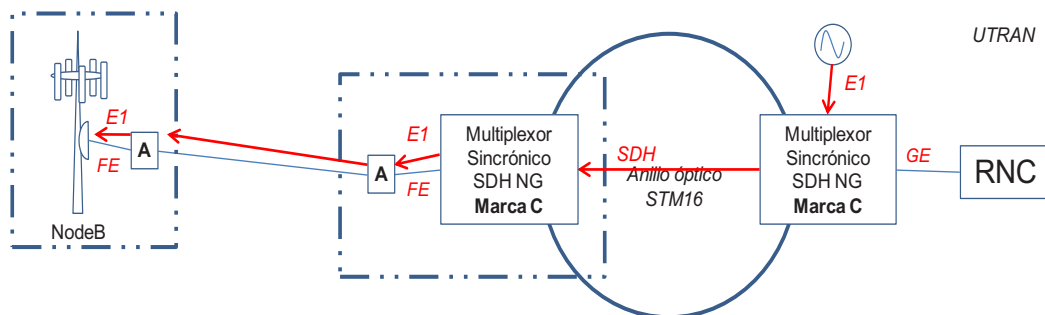 UTRAN
E1
E1
A
FE
NodeB
E1
A
FE
Multiplexor
Sincrónico
SDH NG
Marca C
SDH
Anillo óptico
STM16
Multiplexor
Sincrónico
SDH NG
Marca C
GE
RNC